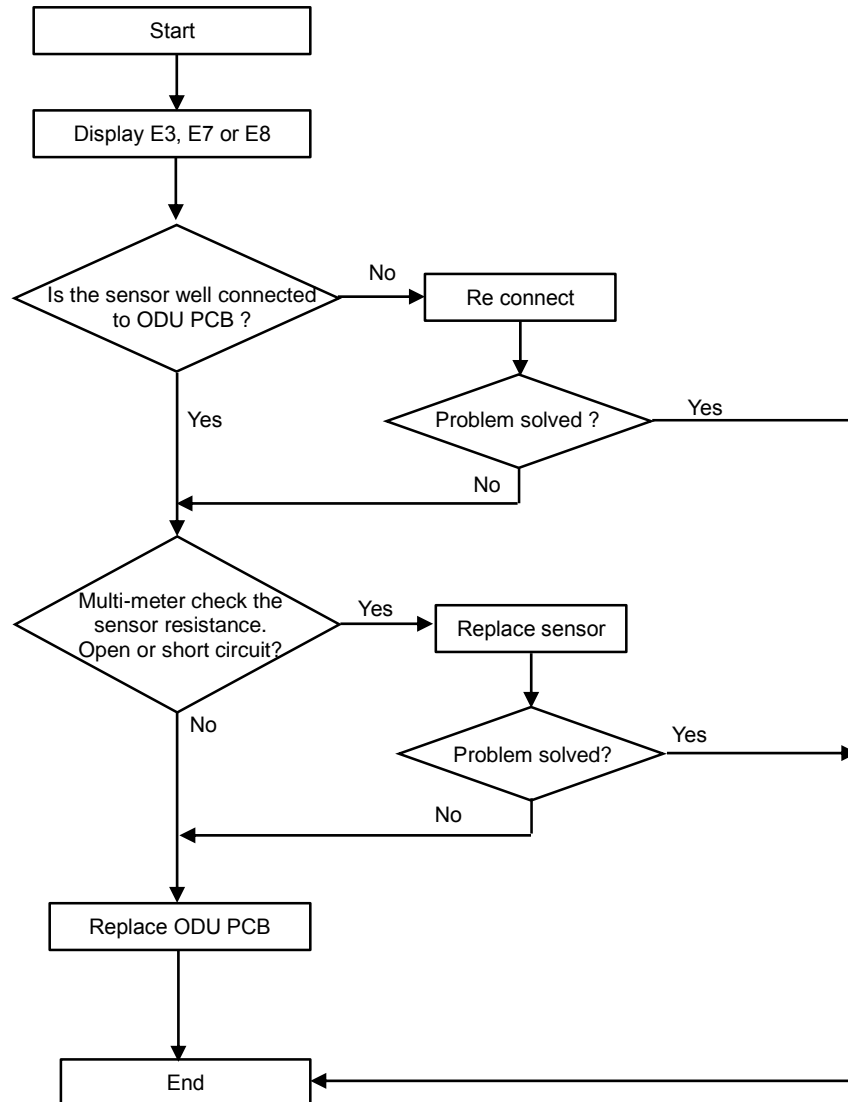 Start
Display E3, E7 or E8
Is the sensor well connected
to ODU PCB ?
No
Re connect
Yes
Problem solved ?
Yes
No
Multi-meter check the
sensor resistance.
Open or short circuit?
Yes
Replace sensor
No
Problem solved?
Yes
No
Replace ODU PCB
End